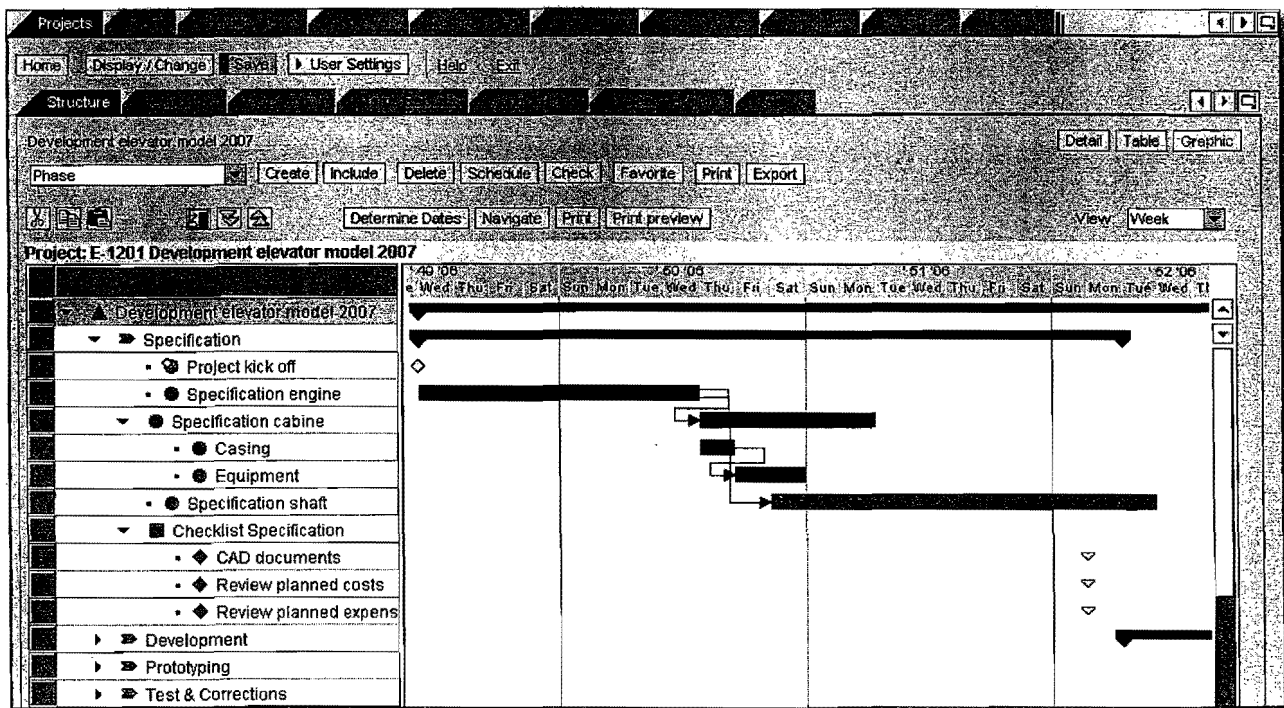 Projects
Home Display / Change Save User Settings Help Exit
Structure
Development elevator model 2007
Detail Table Graphic
Phase Create Include Delete Schedule Check Favorite Print Export
Determine Dates Navigate Print Print preview View Week
Project: E-1201 Development elevator model 2007
49 '06 50 '06 51 '06 52 '06
e Wed Thu Fri Sat Sun Mon Tue Wed Thu Fri Sat Sun Mon Tue Wed Thu Fri Sat Sun Mon Tue Wed Tl
Development elevator model 2007
Specification
Project kick off
Specification engine
Specification cabine
Casing
Equipment
Specification shaft
Checklist Specification
CAD documents
Review planned costs
Review planned expens
Development
Prototyping
Test & Corrections